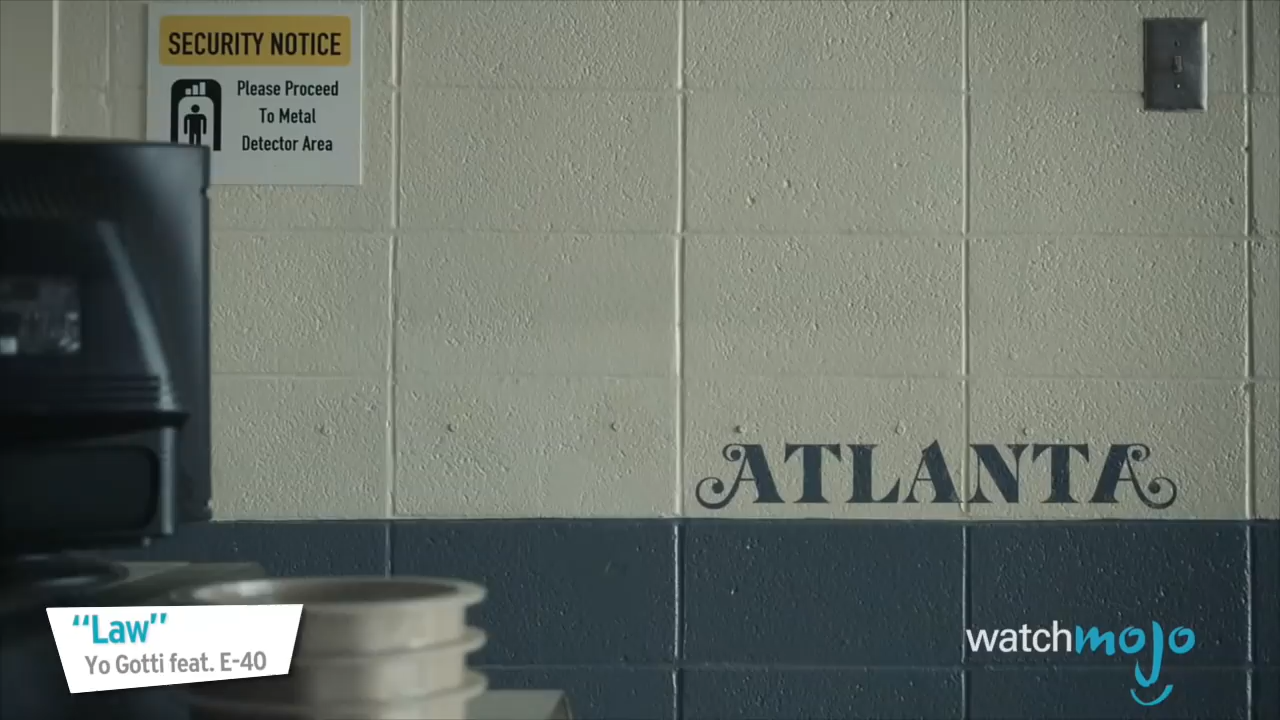 SECURITY NOTICE
Please Proceed
To Metal
Detector Area
ATLANTA
"Law"
Yo Gotti feat. E-40
watchmojo